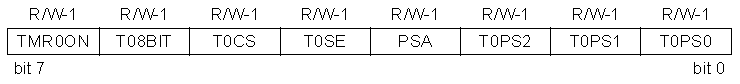 R/W-1 R/W-1 R/W-1 R/W-1 R/W-1 R/W-1 R/W-1 R/W-1
TMR0ON T08BIT T0CS T0SE PSA T0PS2 T0PS1 T0PS0
bit 7 bit 0